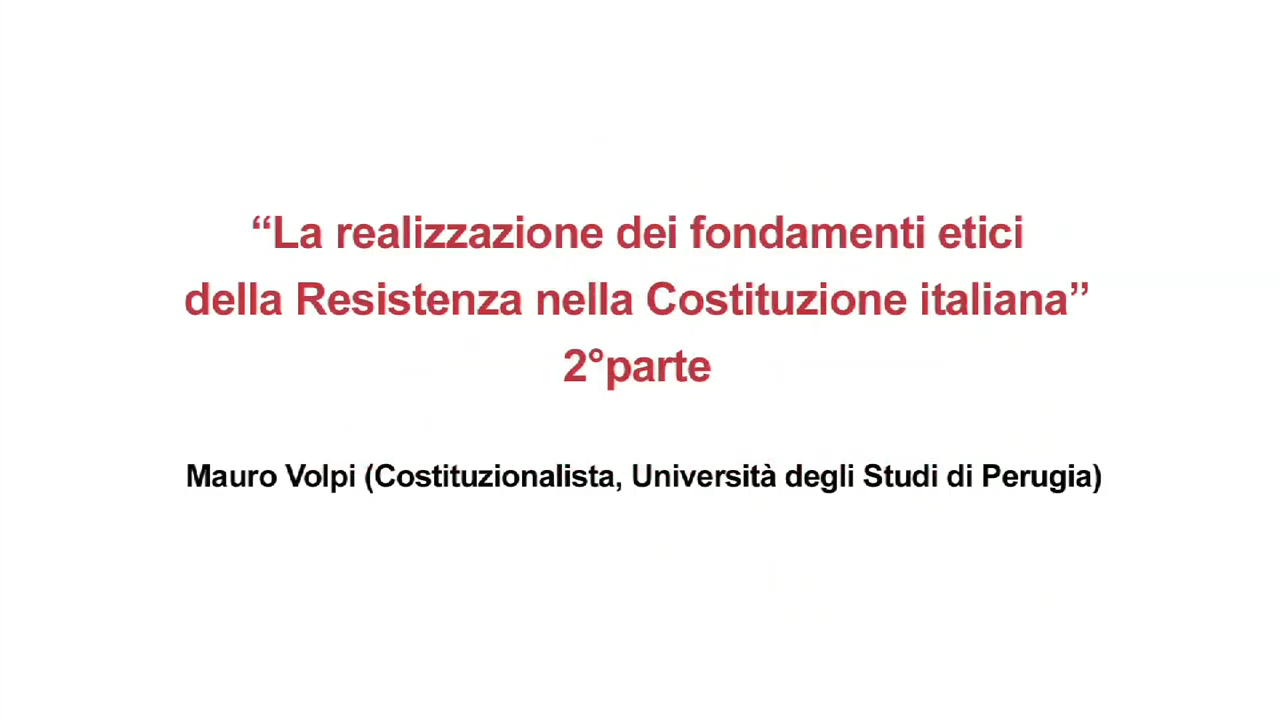 “La realizzazione dei fondamenti etici
della Resistenza nella Costituzione italiana”
2°parte
Mauro Volpi (Costituzionalista, Università degli Studi di Perugia)